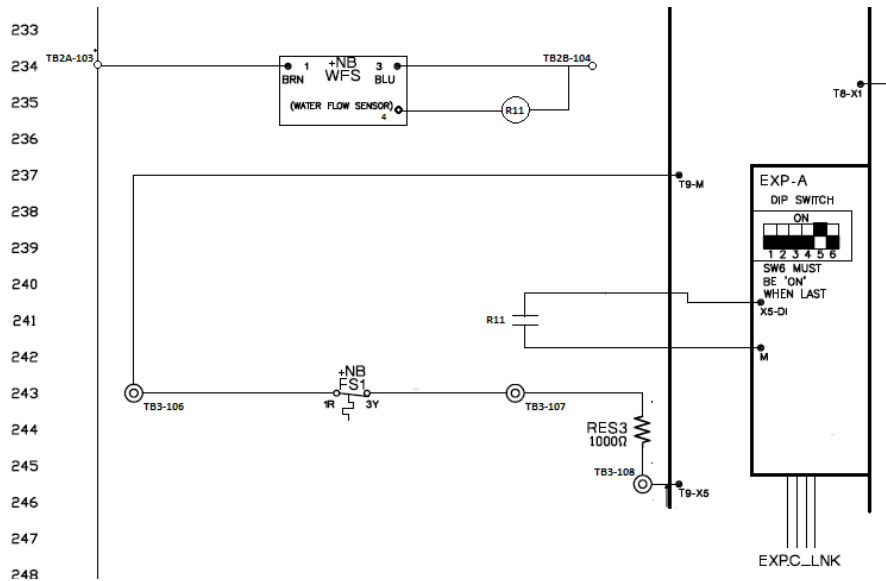 233
234
235
236
237
238
239
240
241
242
243
244
245
246
247
248
TB2A-103
1
+NB
3
BRN
WFS
BLU
(WATER FLOW SENSOR)
4
TB2B-104
R11
T8-X1
T9-M
EXP-A
DIP SWITCH
ON
1 2 3 4 5 6
SW6 MUST
BE "ON"
WHEN LAST
X5-DI
R11
M
+NB
FS1
1R
3Y
TB3-106
TB3-107
RES3
1000Ω
TB3-108
T9-X5
EXP.C_LNK